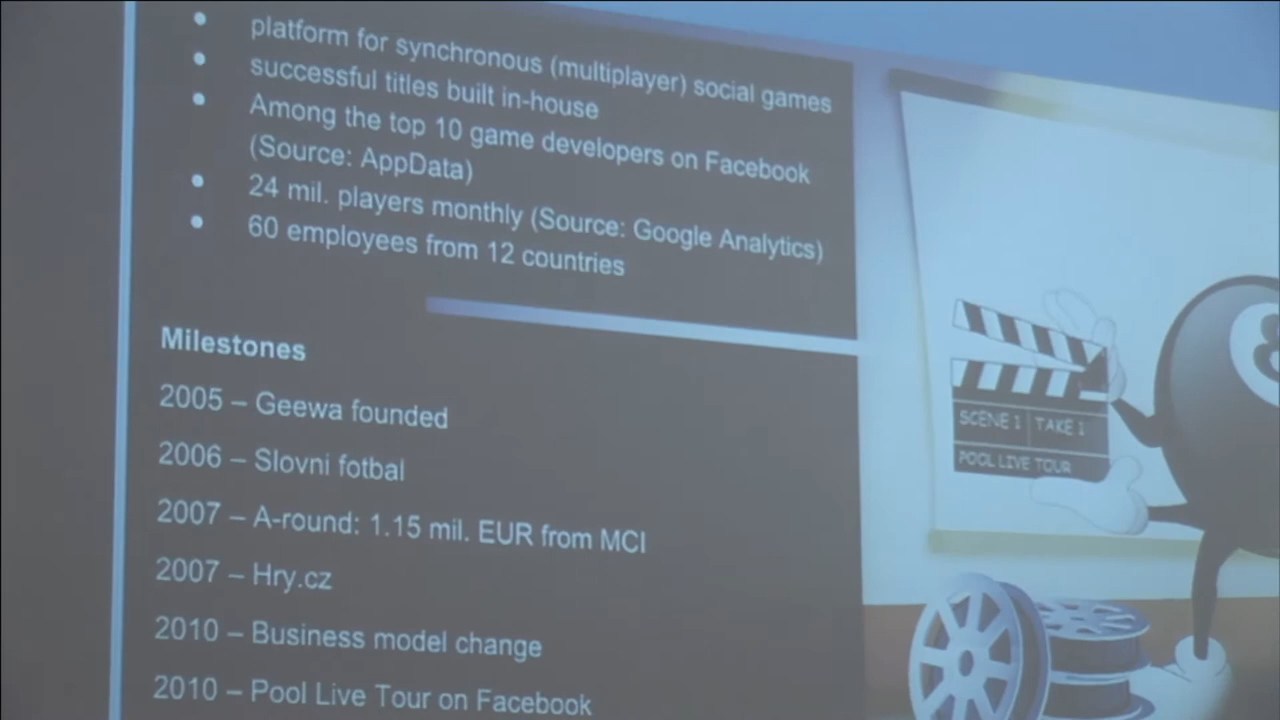 platform for synchronous (multiplayer) social games
successful titles built in-house
Among the top 10 game developers on Facebook
(Source: AppData)
24 mil. players monthly (Source: Google Analytics)
60 employees from 12 countries
Milestones
2005 – Geewa founded
2006 – Slovni fotbal
2007 – A-round: 1.15 mil. EUR from MCI
2007 – Hry.cz
2010 – Business model change
2010 – Pool Live Tour on Facebook
SCENE 1 TAKE 1
POOL LIVE TOUR
8